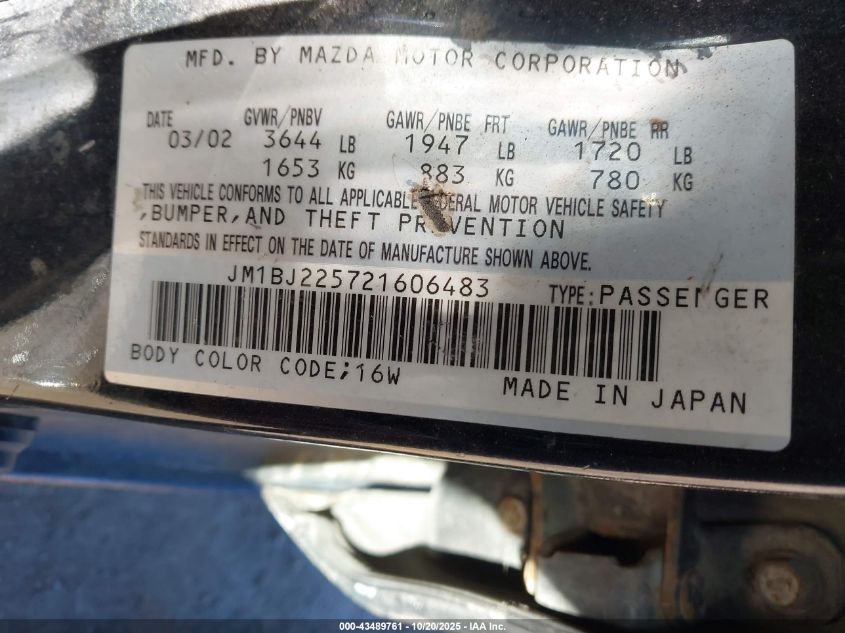 MFD. BY MAZDA MOTOR CORPORATION
DATE GVWR/PNBV GAWR/PNBE FRT GAWR/PNBE RR
03/02 3644 LB 1947 LB 1720 LB
1653 KG 883 KG 780 KG
THIS VEHICLE CONFORMS TO ALL APPLICABLE FEDERAL MOTOR VEHICLE SAFETY
,BUMPER,AND THEFT PREVENTION
STANDARDS IN EFFECT ON THE DATE OF MANUFACTURE SHOWN ABOVE.
JM1BJ225721606483 TYPE:PASSENGER
BODY COLOR CODE;16W
MADE IN JAPAN
000-43489761 - 10/20/2025 - IAA Inc.